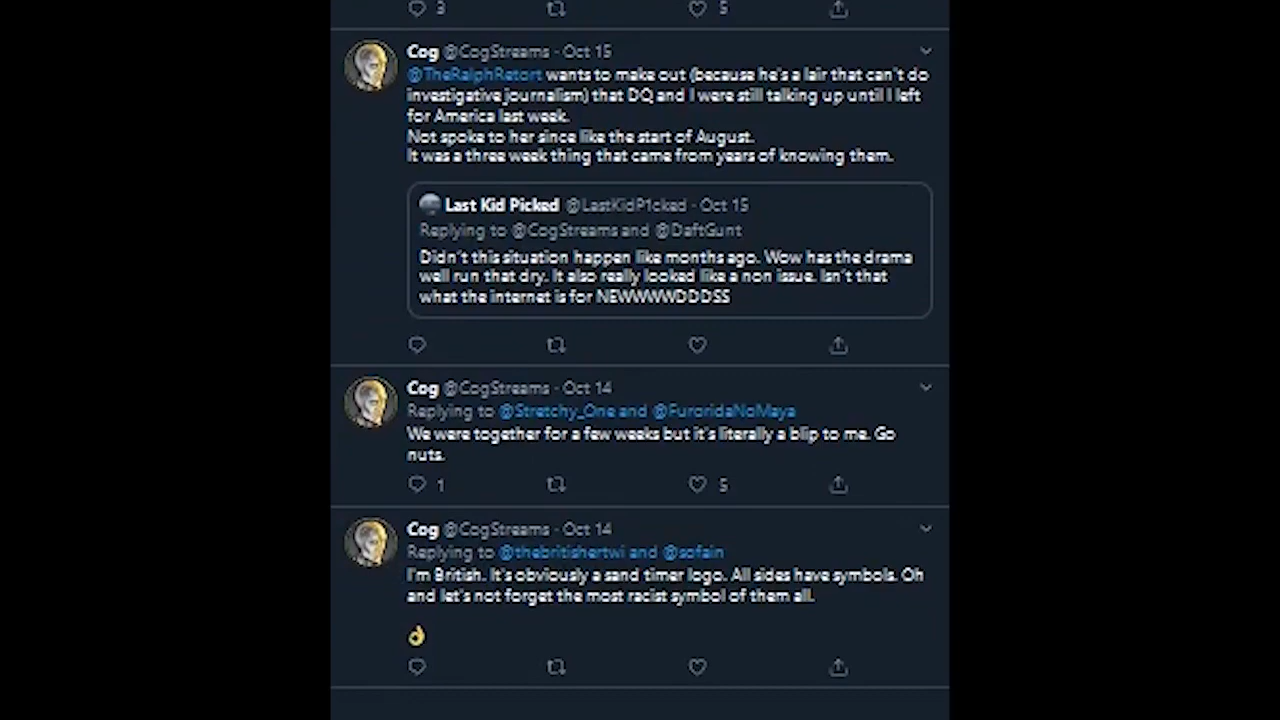 3 5
Cog @CogStreams · Oct 15
@TheRalphRetort wants to make out (because he's a lair that can't do
investigative journalism) that DQ and I were still talking up until I left
for America last week.
Not spoke to her since like the start of August.
It was a three week thing that came from years of knowing them.
Last Kid Picked @LastKidP1cked · Oct 15
Replying to @CogStreams and @DaftGunt
Didn't this situation happen like months ago. Wow has the drama
well run that dry. It also really looked like a non issue. Isn't that
what the internet is for NEWWWWDDDSS
Cog @CogStreams · Oct 14
Replying to @Stretchy_One and @FuroridaNoMaya
We were together for a few weeks but it's literally a blip to me. Go
nuts.
1 5
Cog @CogStreams · Oct 14
Replying to @thebritishertwi and @sofain
I'm British. It's obviously a sand timer logo. All sides have symbols. Oh
and let's not forget the most racist symbol of them all.
👌